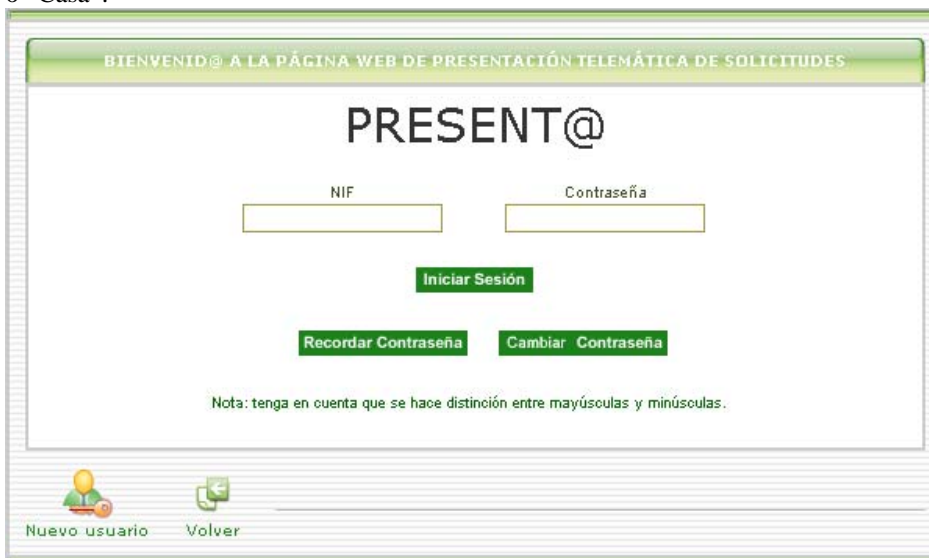 BIENVENID@ A LA PÁGINA WEB DE PRESENTACIÓN TELEMÁTICA DE SOLICITUDES
PRESENT@
NIF Contraseña
Iniciar Sesión
Recordar Contraseña Cambiar Contraseña
Nota: tenga en cuenta que se hace distinción entre mayúsculas y minúsculas.
Nuevo usuario Volver